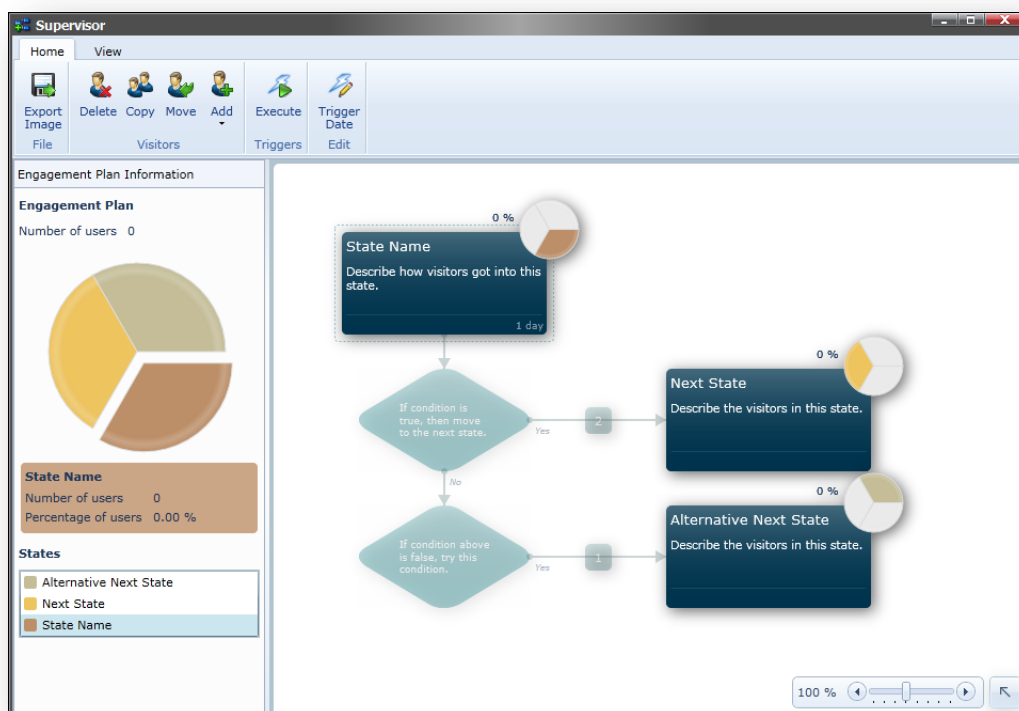 Supervisor
Home View
Export
Image
Delete Copy Move Add
Execute
Trigger
Date
File Visitors Triggers Edit
Engagement Plan Information
Engagement Plan
Number of users 0
State Name
Number of users 0
Percentage of users 0.00 %
States
Alternative Next State
Next State
State Name
0 %
State Name
Describe how visitors got into this
state.
1 day
If condition is
true, then move
to the next state.
Yes
2
0 %
Next State
Describe the visitors in this state.
No
If condition above
is false, try this
condition.
Yes
1
0 %
Alternative Next State
Describe the visitors in this state.
100 %